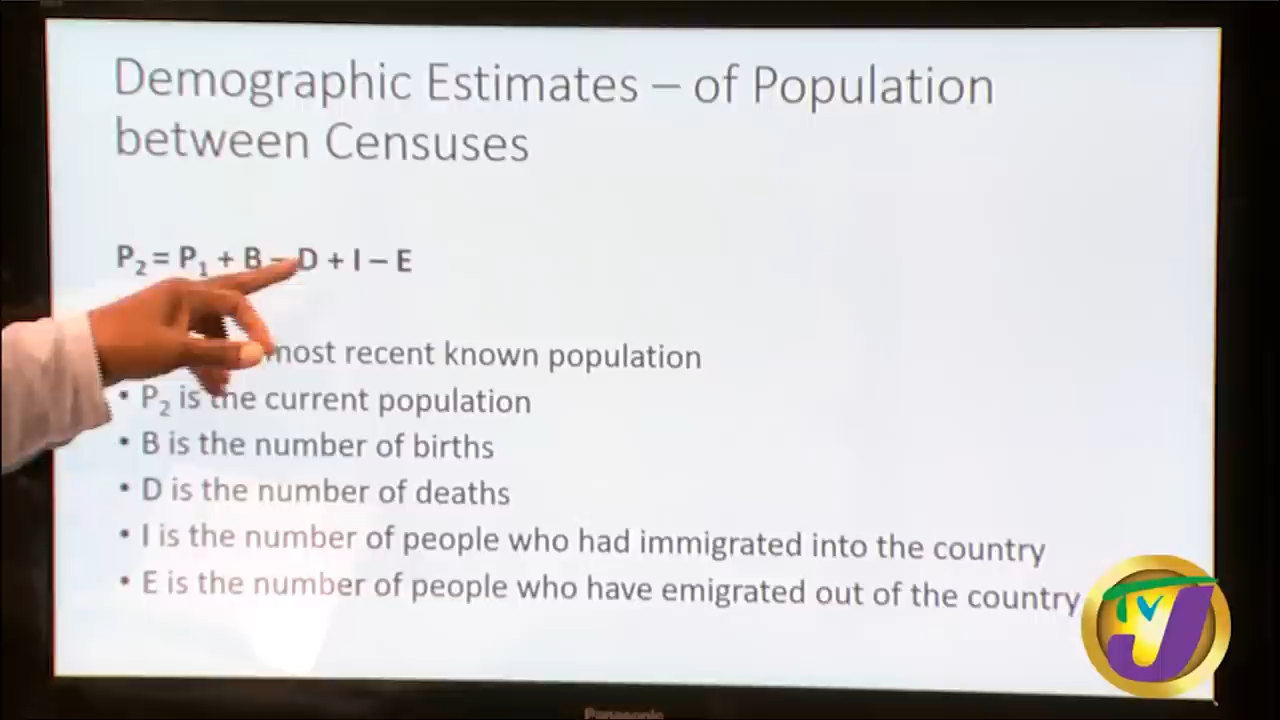 Demographic Estimates – of Population
between Censuses
P₂ = P₁ + B – D + I – E
most recent known population
• P₂ is the current population
• B is the number of births
• D is the number of deaths
• I is the number of people who had immigrated into the country
• E is the number of people who have emigrated out of the country
TVJ
Panasonic